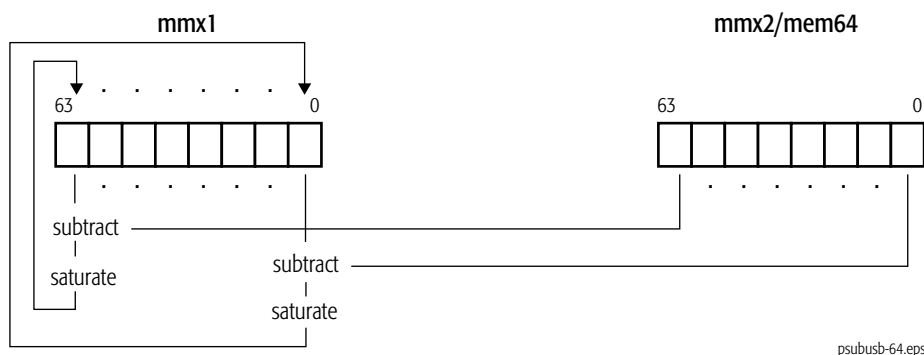 mmx1 mmx2/mem64
. . . . . .
63 0 63 0
. . . . . . . . . . . .
subtract
saturate
subtract
saturate
psubusb-64.eps